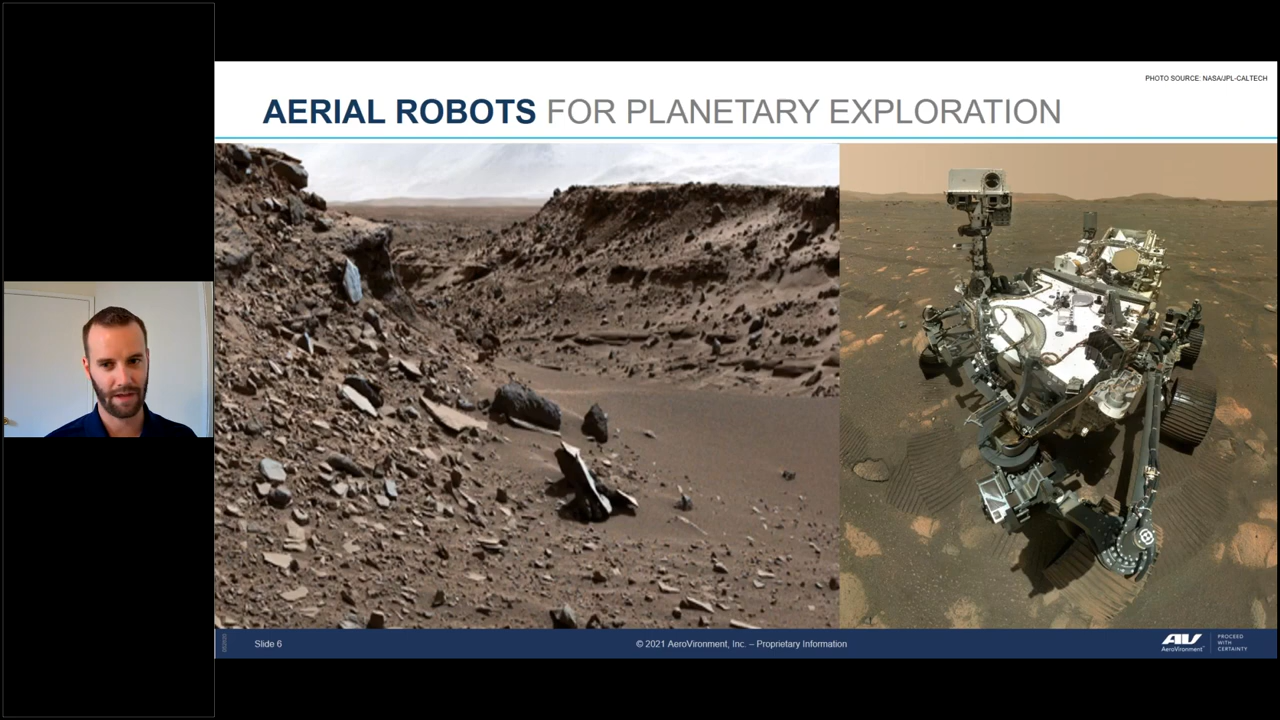 PHOTO SOURCE: NASA/JPL-CALTECH
AERIAL ROBOTS FOR PLANETARY EXPLORATION
Slide 6
© 2021 AeroVironment, Inc. – Proprietary Information
AV
AeroVironment™
PROCEED
WITH
CERTAINTY